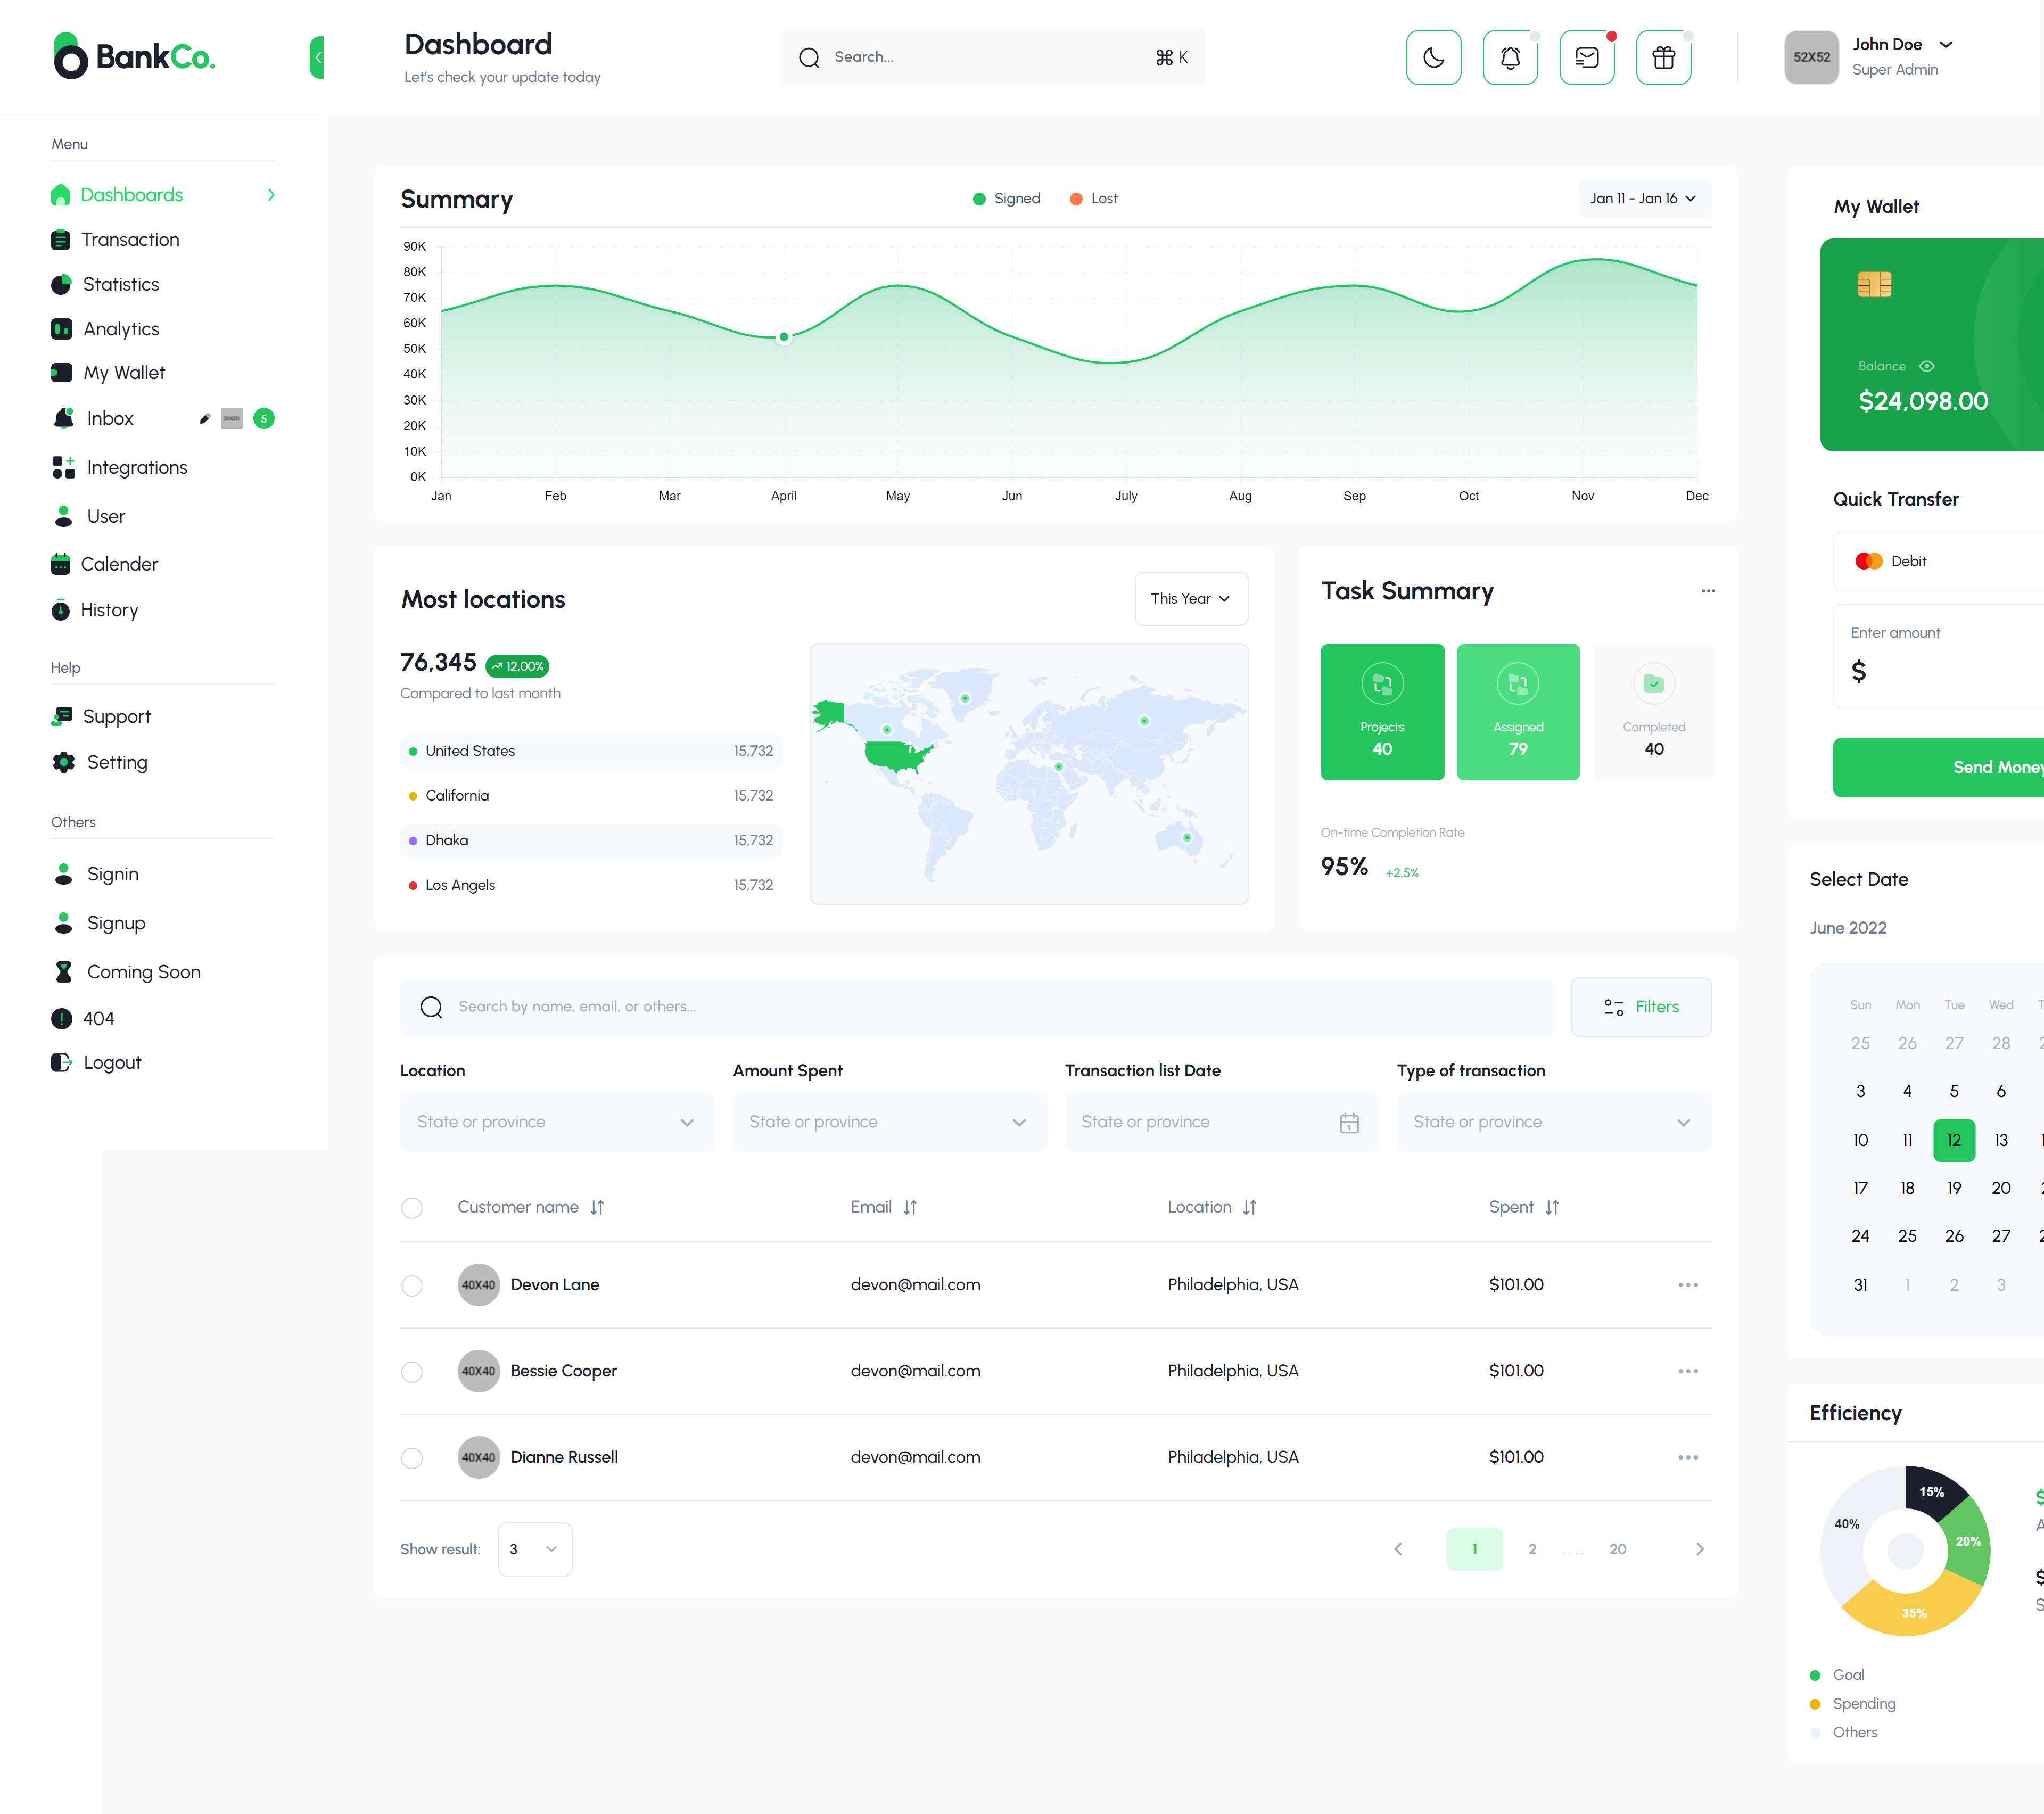 BankCo.
Dashboard
Let's check your update today
Search...
⌘ K
52X52
John Doe
Super Admin
Menu
Dashboards
Transaction
Statistics
Analytics
My Wallet
Inbox
5
Integrations
User
Calender
History
Help
Support
Setting
Others
Signin
Signup
Coming Soon
404
Logout
Summary
Signed
Lost
Jan 11 - Jan 16
90K
80K
70K
60K
50K
40K
30K
20K
10K
0K
Jan Feb Mar April May Jun July Aug Sep Oct Nov Dec
Most locations
This Year
76,345
12,00%
Compared to last month
United States 15,732
California 15,732
Dhaka 15,732
Los Angels 15,732
Task Summary
Projects
40
Assigned
79
Completed
40
On-time Completion Rate
95% +2,5%
Search by name, email, or others...
Filters
Location Amount Spent Transaction list Date Type of transaction
State or province State or province State or province State or province
Customer name Email Location Spent
40X40 Devon Lane devon@mail.com Philadelphia, USA $101.00
40X40 Bessie Cooper devon@mail.com Philadelphia, USA $101.00
40X40 Dianne Russell devon@mail.com Philadelphia, USA $101.00
Show result: 3
1 2 .... 20
My Wallet
Balance
$24,098.00
Quick Transfer
Debit
Enter amount
$
Send Money
Select Date
June 2022
Sun Mon Tue Wed
25 26 27 28
3 4 5 6
10 11 12 13
17 18 19 20
24 25 26 27
31 1 2 3
Efficiency
15%
40%
20%
35%
Goal
Spending
Others